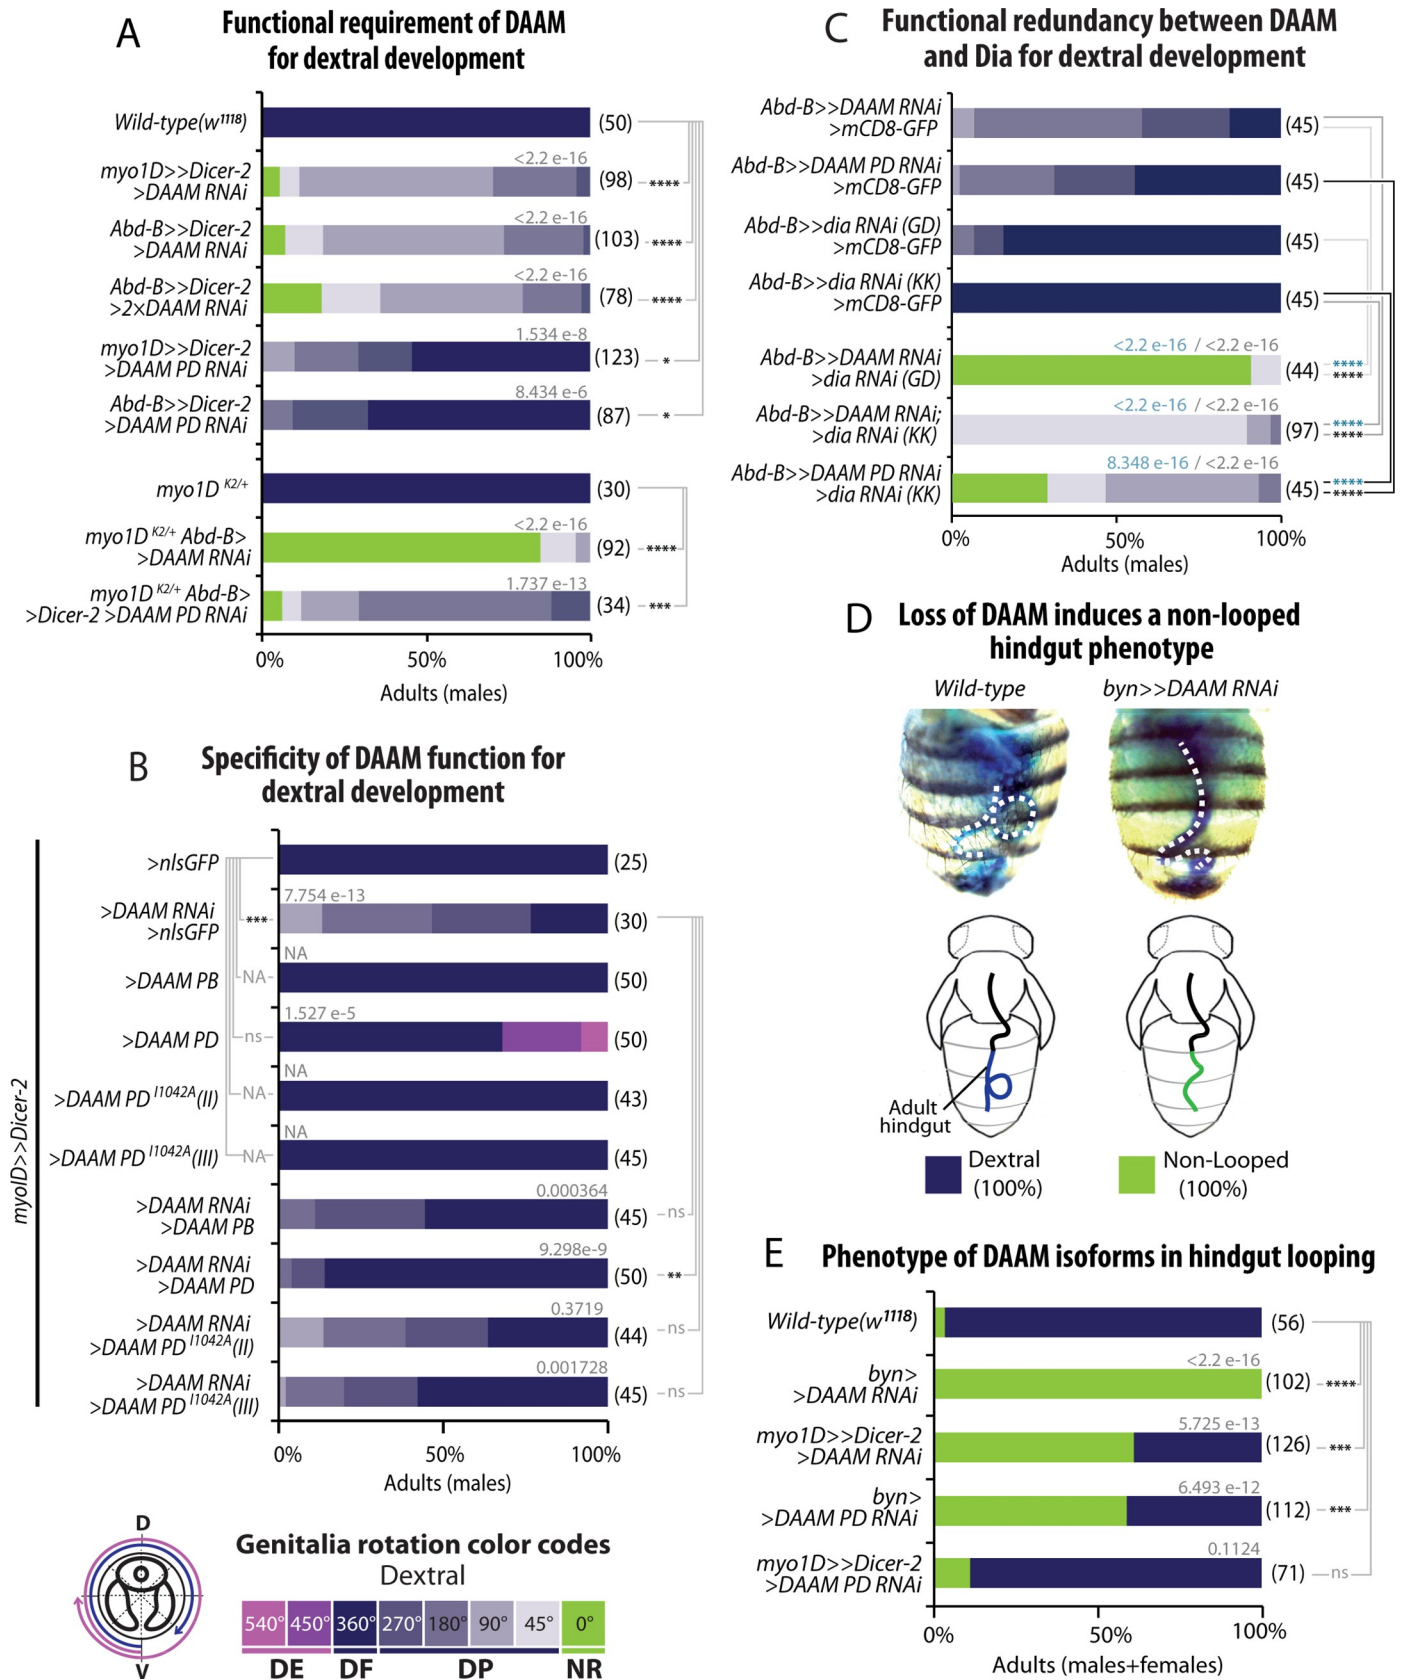 A
Functional requirement of DAAM
for dextral development
Wild-type(w1118)
(50)
<2.2 e-16
myo1D>>Dicer-2
>DAAM RNAi
(98)
****
<2.2 e-16
Abd-B>>Dicer-2
>DAAM RNAi
(103)
****
<2.2 e-16
Abd-B>>Dicer-2
>2×DAAM RNAi
(78)
****
1.534 e-8
myo1D>>Dicer-2
>DAAM PD RNAi
(123)
*
8.434 e-6
Abd-B>>Dicer-2
>DAAM PD RNAi
(87)
*
myo1D K2/+
(30)
<2.2 e-16
myo1D K2/+ Abd-B>
>DAAM RNAi
(92)
****
1.737 e-13
myo1D K2/+ Abd-B>
>Dicer-2 >DAAM PD RNAi
(34)
***
0% 50% 100%
Adults (males)
B
Specificity of DAAM function for
dextral development
myoID>>Dicer-2
>nlsGFP
(25)
7.754 e-13
>DAAM RNAi
>nlsGFP
***
(30)
NA
>DAAM PB
NA
(50)
1.527 e-5
>DAAM PD
ns
(50)
NA
>DAAM PD I1042A(II)
NA
(43)
NA
>DAAM PD I1042A(III)
NA
(45)
0.000364
>DAAM RNAi
>DAAM PB
(45)
ns
9.298e-9
>DAAM RNAi
>DAAM PD
(50)
**
0.3719
>DAAM RNAi
>DAAM PD I1042A(II)
(44)
ns
0.001728
>DAAM RNAi
>DAAM PD I1042A(III)
(45)
ns
0% 50% 100%
Adults (males)
D
V
Genitalia rotation color codes
Dextral
540° 450° 360° 270° 180° 90° 45° 0°
DE DF DP NR
C
Functional redundancy between DAAM
and Dia for dextral development
Abd-B>>DAAM RNAi
>mCD8-GFP
(45)
Abd-B>>DAAM PD RNAi
>mCD8-GFP
(45)
Abd-B>>dia RNAi (GD)
>mCD8-GFP
(45)
Abd-B>>dia RNAi (KK)
>mCD8-GFP
(45)
<2.2 e-16 / <2.2 e-16
Abd-B>>DAAM RNAi
>dia RNAi (GD)
(44)
****
****
<2.2 e-16 / <2.2 e-16
Abd-B>>DAAM RNAi;
>dia RNAi (KK)
(97)
****
****
8.348 e-16 / <2.2 e-16
Abd-B>>DAAM PD RNAi
>dia RNAi (KK)
(45)
****
****
0% 50% 100%
Adults (males)
D
Loss of DAAM induces a non-looped
hindgut phenotype
Wild-type
byn>>DAAM RNAi
Adult
hindgut
Dextral
(100%)
Non-Looped
(100%)
E
Phenotype of DAAM isoforms in hindgut looping
Wild-type(w1118)
(56)
<2.2 e-16
byn>
>DAAM RNAi
(102)
****
5.725 e-13
myo1D>>Dicer-2
>DAAM RNAi
(126)
***
6.493 e-12
byn>
>DAAM PD RNAi
(112)
***
0.1124
myo1D>>Dicer-2
>DAAM PD RNAi
(71)
ns
0% 50% 100%
Adults (males+females)